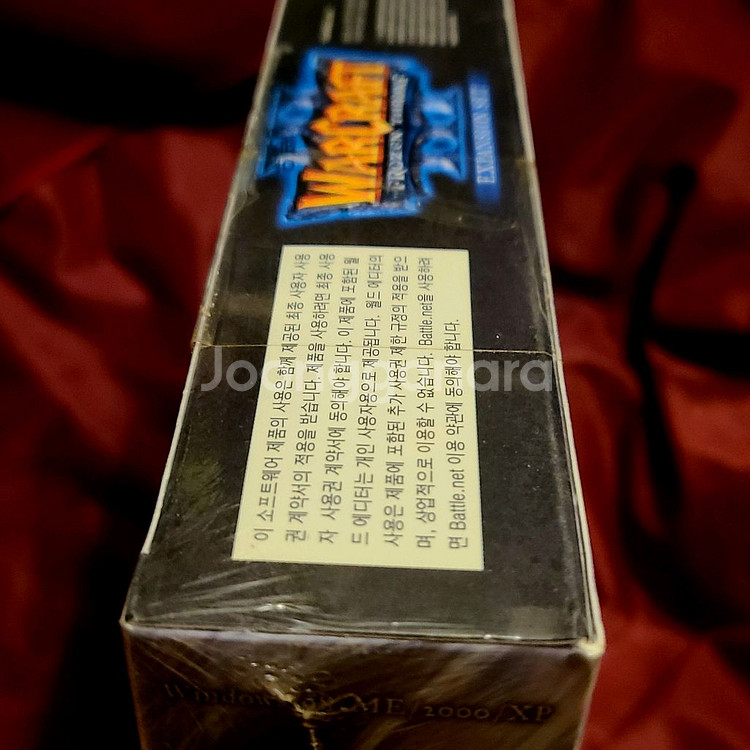 WARCRAFT
FROZEN THRONE
EXPANSION SET
이 소프트웨어 제품의 사용은 함께 제공된 최종 사용자 사용
권 계약서의 적용을 받습니다. 제품을 사용하려면 최종 사용
자 사용권 계약서에 동의해야 합니다. 이 제품에 포함된 월
드 에디터는 개인 사용자용으로 제공됩니다. 월드 에디터의
사용은 제품에 포함된 추가 사용권 제한 규정의 적용을 받으
며, 상업적으로 이용할 수 없습니다. Battle.net을 사용하려
면 Battle.net 이용 약관에 동의해야 합니다.
Joonggonara
Windows 98/ME/2000/XP